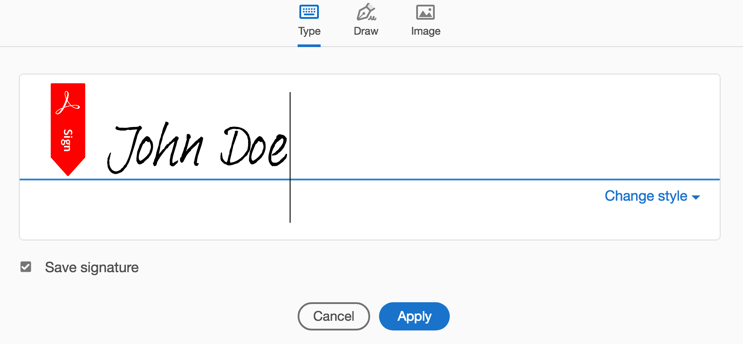 Type Draw Image
Sign
John Doe
Change style
Save signature
Cancel Apply